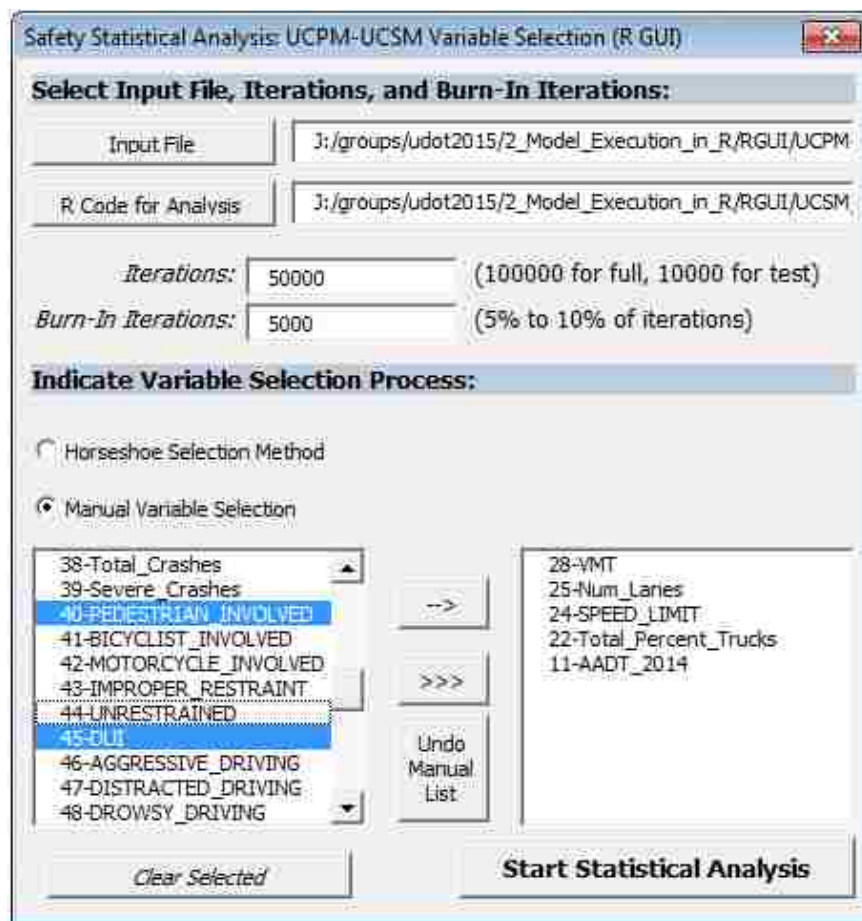 Safety Statistical Analysis: UCPM-UCSM Variable Selection (R GUI)
Select Input File, Iterations, and Burn-In Iterations:
Input File
J:/groups/udot2015/2_Model_Execution_in_R/RGUI/UCPM
R Code for Analysis
J:/groups/udot2015/2_Model_Execution_in_R/RGUI/UCSM
Iterations: 50000 (100000 for full, 10000 for test)
Burn-In Iterations: 5000 (5% to 10% of iterations)
Indicate Variable Selection Process:
Horseshoe Selection Method
Manual Variable Selection
38-Total_Crashes
39-Severe_Crashes
40-PEDESTRIAN_INVOLVED
41-BICYCLIST_INVOLVED
42-MOTORCYCLE_INVOLVED
43-IMPROPER_RESTRAINT
44-UNRESTRAINED
45-DUI
46-AGGRESSIVE_DRIVING
47-DISTRACTED_DRIVING
48-DROWSY_DRIVING
-->
>>>
Undo
Manual
List
28-VMT
25-Num_Lanes
24-SPEED_LIMIT
22-Total_Percent_Trucks
11-AADT_2014
Clear Selected
Start Statistical Analysis